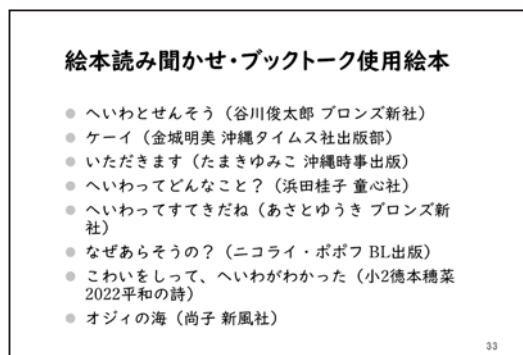 絵本読み聞かせ・ブックトーク使用絵本
へいわとせんそう（谷川俊太郎 ブロンズ新社）
ケーイ（金城明美 沖縄タイムス社出版部）
いただきます（たまきゆみこ 沖縄時事出版）
へいわってどんなこと？（浜田桂子 童心社）
へいわってすてきだね（あさとゆうき ブロンズ新
社）
なぜあらそうの？（ニコライ・ポポフ BL出版）
こわいをしって、へいわがわかった（小2徳本穂菜
2022平和の詩）
オジィの海（尚子 新風社）
33